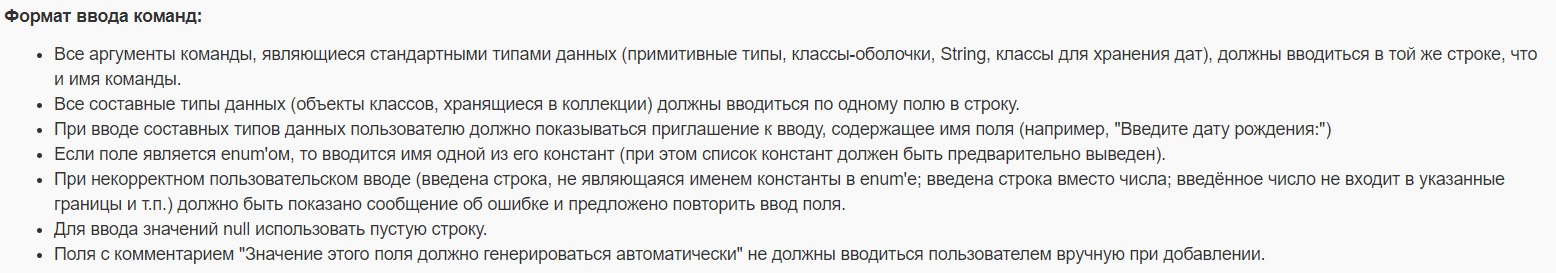 Формат ввода команд:
Все аргументы команды, являющиеся стандартными типами данных (примитивные типы, классы-оболочки, String, классы для хранения дат), должны вводиться в той же строке, что
и имя команды.
Все составные типы данных (объекты классов, хранящиеся в коллекции) должны вводиться по одному полю в строку.
При вводе составных типов данных пользователю должно показываться приглашение к вводу, содержащее имя поля (например, "Введите дату рождения:")
Если поле является enum'ом, то вводится имя одной из его констант (при этом список констант должен быть предварительно выведен).
При некорректном пользовательском вводе (введена строка, не являющаяся именем константы в enum'е; введена строка вместо числа; введённое число не входит в указанные
границы и т.п.) должно быть показано сообщение об ошибке и предложено повторить ввод поля.
Для ввода значений null использовать пустую строку.
Поля с комментарием "Значение этого поля должно генерироваться автоматически" не должны вводиться пользователем вручную при добавлении.